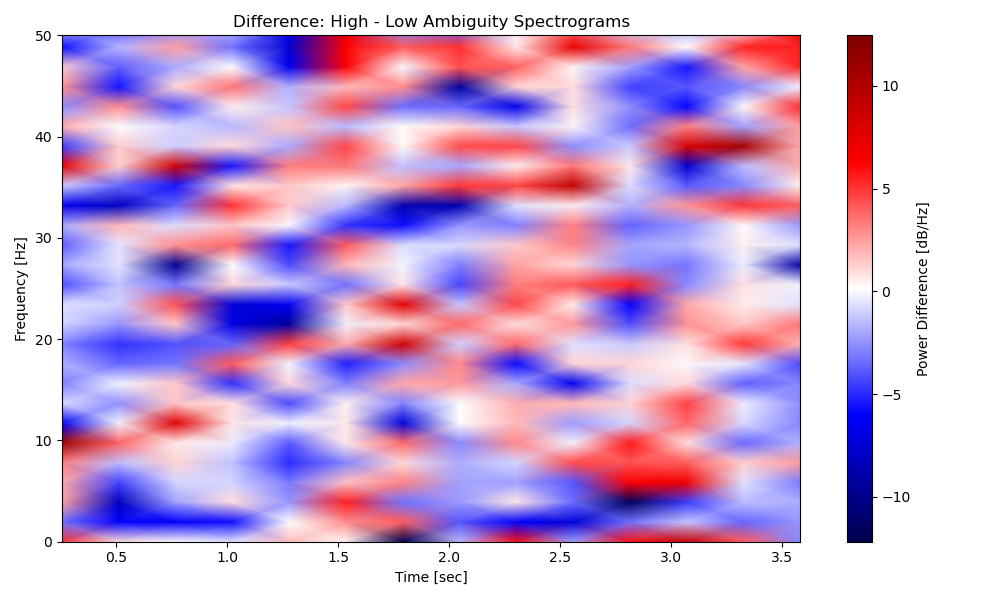 Difference: High - Low Ambiguity Spectrograms
50
40
30
20
10
0
Frequency [Hz]
0.5 1.0 1.5 2.0 2.5 3.0 3.5
Time [sec]
10
5
0
−5
−10
Power Difference [dB/Hz]